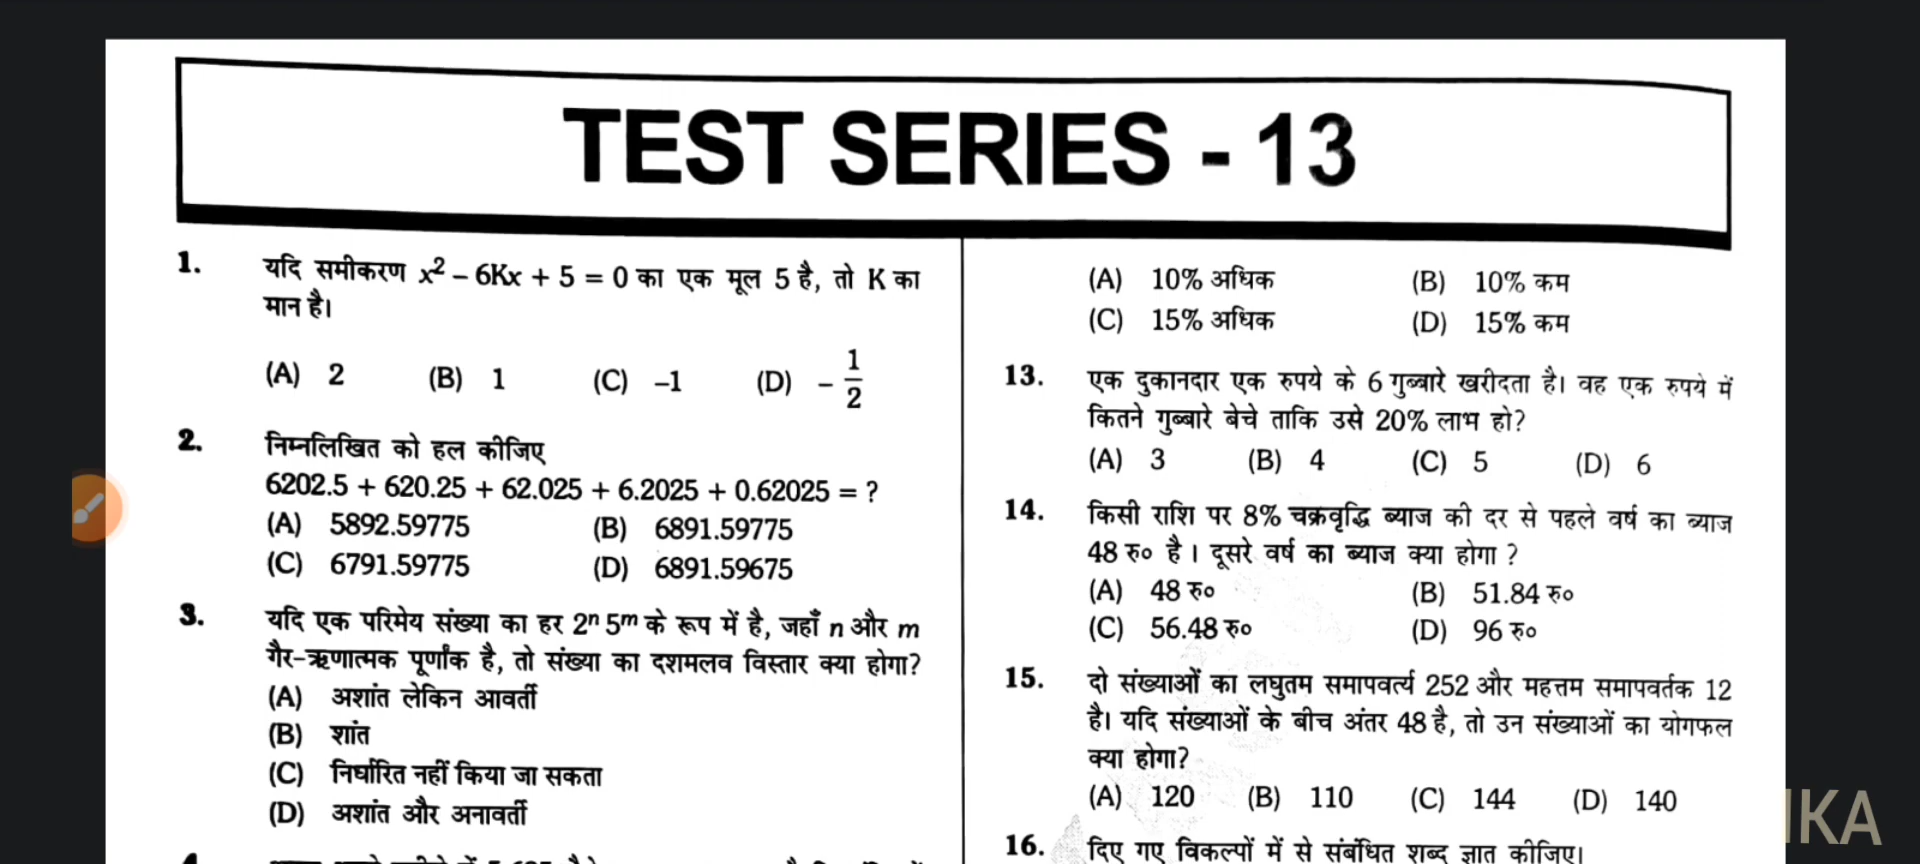 TEST SERIES - 13
1. यदि समीकरण x² – 6Kx + 5 = 0 का एक मूल 5 है, तो K का
मान है।
(A) 2 (B) 1 (C) –1 (D) – 1/2
2. निम्नलिखित को हल कीजिए
6202.5 + 620.25 + 62.025 + 6.2025 + 0.62025 = ?
(A) 5892.59775 (B) 6891.59775
(C) 6791.59775 (D) 6891.59675
3. यदि एक परिमेय संख्या का हर 2ⁿ 5ᵐ के रूप में है, जहाँ n और m
गैर-ऋणात्मक पूर्णांक है, तो संख्या का दशमलव विस्तार क्या होगा?
(A) अशांत लेकिन आवर्ती
(B) शांत
(C) निर्धारित नहीं किया जा सकता
(D) अशांत और अनावर्ती
(A) 10% अधिक (B) 10% कम
(C) 15% अधिक (D) 15% कम
13. एक दुकानदार एक रुपये के 6 गुब्बारे खरीदता है। वह एक रुपये में
कितने गुब्बारे बेचे ताकि उसे 20% लाभ हो?
(A) 3 (B) 4 (C) 5 (D) 6
14. किसी राशि पर 8% चक्रवृद्धि ब्याज की दर से पहले वर्ष का ब्याज
48 रु० है। दूसरे वर्ष का ब्याज क्या होगा ?
(A) 48 रु० (B) 51.84 रु०
(C) 56.48 रु० (D) 96 रु०
15. दो संख्याओं का लघुतम समापवर्त्य 252 और महत्तम समापवर्तक 12
है। यदि संख्याओं के बीच अंतर 48 है, तो उन संख्याओं का योगफल
क्या होगा?
(A) 120 (B) 110 (C) 144 (D) 140
16. दिए गए विकल्पों में से संबंधित शब्द ज्ञात कीजिए।
IKA